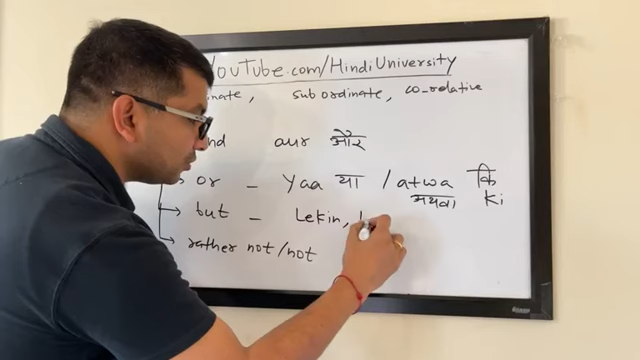 YouTube.com/HindiUniversity
subordinate, co-relative
aur और
or - Yaa या /atwa कि
अथवा Ki
but - Lekin,
rather not/not